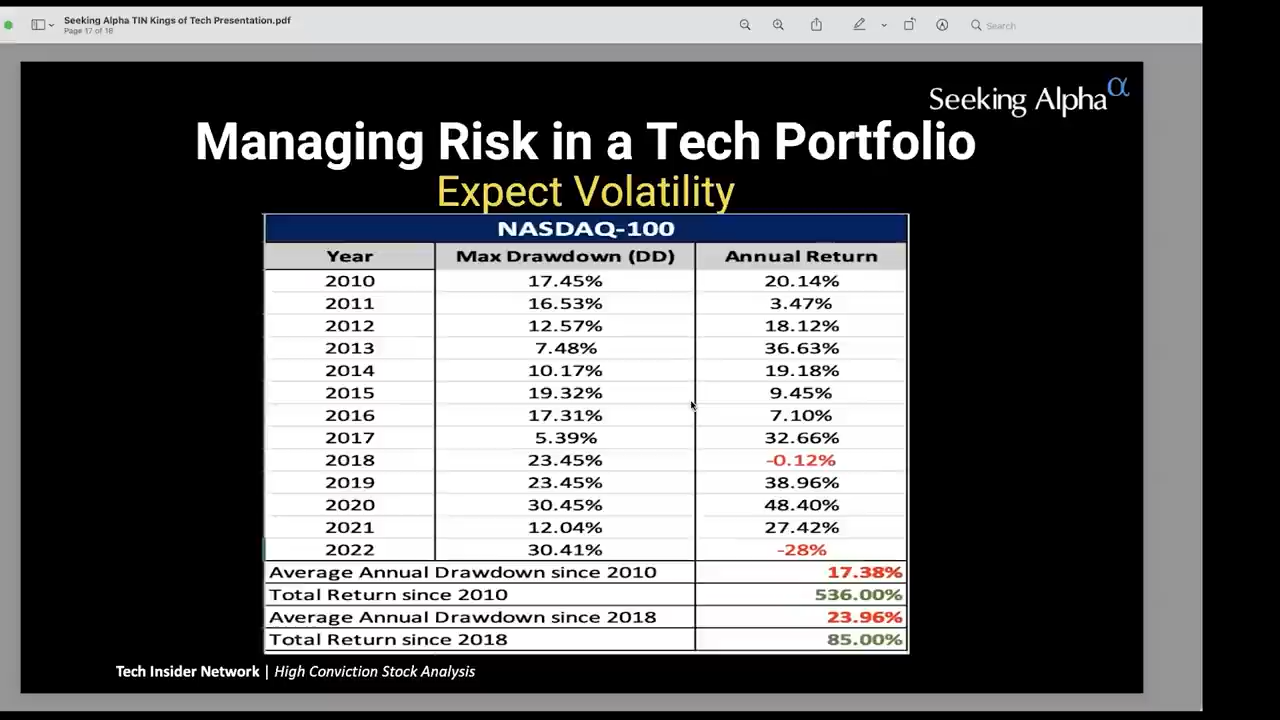 Seeking Alpha TIN Kings of Tech Presentation.pdf
Page 17 of 18
Search
Seeking Alphaα
Managing Risk in a Tech Portfolio
Expect Volatility
NASDAQ-100
Year Max Drawdown (DD) Annual Return
2010 17.45% 20.14%
2011 16.53% 3.47%
2012 12.57% 18.12%
2013 7.48% 36.63%
2014 10.17% 19.18%
2015 19.32% 9.45%
2016 17.31% 7.10%
2017 5.39% 32.66%
2018 23.45% -0.12%
2019 23.45% 38.96%
2020 30.45% 48.40%
2021 12.04% 27.42%
2022 30.41% -28%
Average Annual Drawdown since 2010 17.38%
Total Return since 2010 536.00%
Average Annual Drawdown since 2018 23.96%
Total Return since 2018 85.00%
Tech Insider Network | High Conviction Stock Analysis